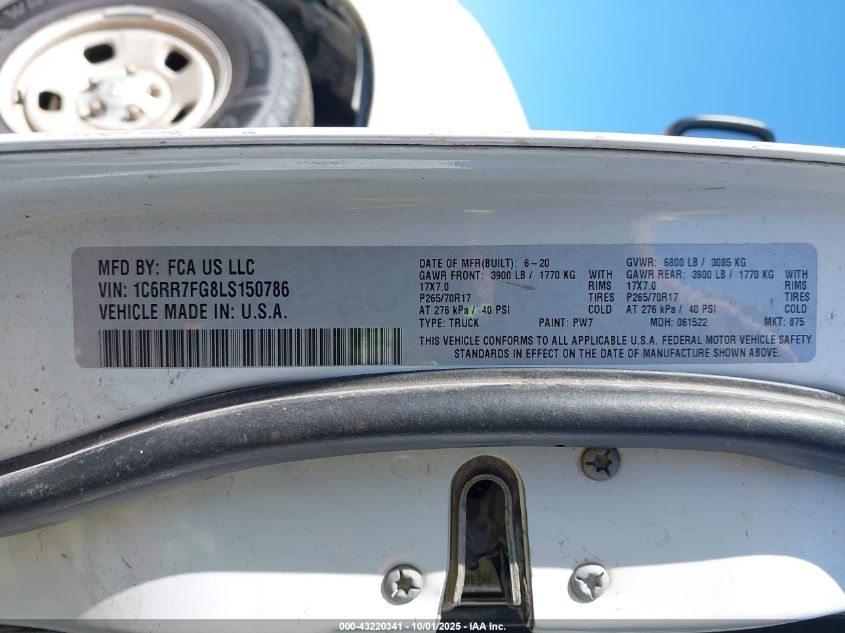 MFD BY: FCA US LLC
VIN: 1C6RR7FG8LS150786
VEHICLE MADE IN: U.S.A.
DATE OF MFR(BUILT): 6-20 GVWR: 6800 LB / 3085 KG
GAWR FRONT: 3900 LB / 1770 KG WITH GAWR REAR: 3900 LB / 1770 KG
17X7.0 RIMS 17X7.0
P265/70R17 TIRES P265/70R17
AT 276 kPa / 40 PSI COLD AT 276 kPa / 40 PSI
TYPE: TRUCK PAINT: PW7 MDH: 061522 MKT: 875
THIS VEHICLE CONFORMS TO ALL APPLICABLE U.S.A. FEDERAL MOTOR VEHICLE SAFETY
STANDARDS IN EFFECT ON THE DATE OF MANUFACTURE SHOWN ABOVE.
000-43220341 - 10/01/2025 - IAA Inc.